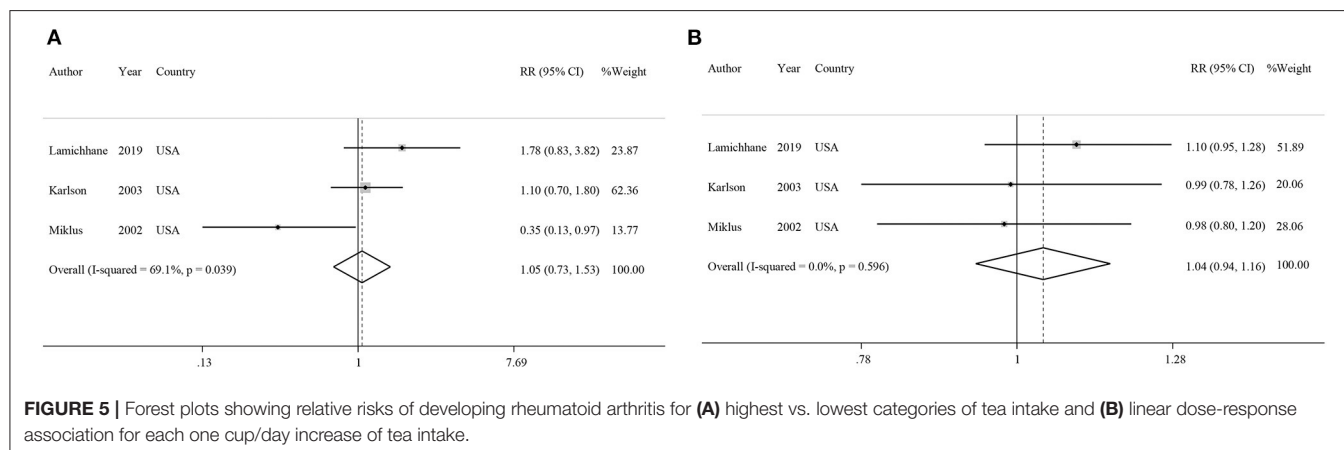 A
Author Year Country RR (95% CI) %Weight
Lamichhane 2019 USA 1.78 (0.83, 3.82) 23.87
Karlson 2003 USA 1.10 (0.70, 1.80) 62.36
Miklus 2002 USA 0.35 (0.13, 0.97) 13.77
Overall (I-squared = 69.1%, p = 0.039) 1.05 (0.73, 1.53) 100.00
.13 1 7.69
B
Author Year Country RR (95% CI) %Weight
Lamichhane 2019 USA 1.10 (0.95, 1.28) 51.89
Karlson 2003 USA 0.99 (0.78, 1.26) 20.06
Miklus 2002 USA 0.98 (0.80, 1.20) 28.06
Overall (I-squared = 0.0%, p = 0.596) 1.04 (0.94, 1.16) 100.00
.78 1 1.28
FIGURE 5 | Forest plots showing relative risks of developing rheumatoid arthritis for (A) highest vs. lowest categories of tea intake and (B) linear dose-response
association for each one cup/day increase of tea intake.